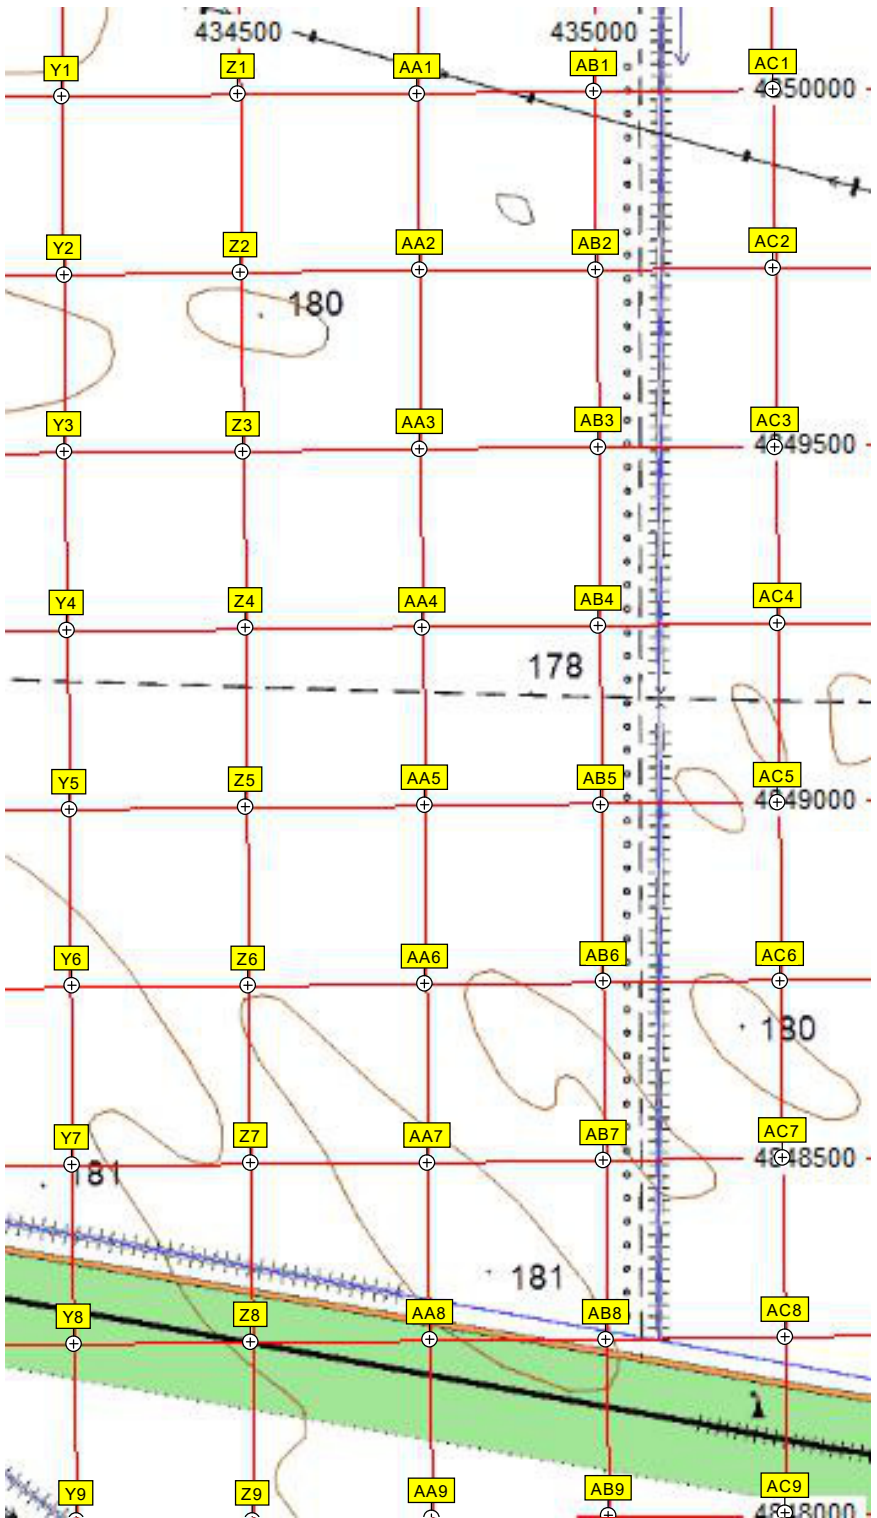 434500 435000
Y1 Z1 AA1 AB1 AC1
4850000
Y2 Z2 AA2 AB2 AC2
180
Y3 Z3 AA3 AB3 AC3
4849500
Y4 Z4 AA4 AB4 AC4
178
Y5 Z5 AA5 AB5 AC5
4849000
Y6 Z6 AA6 AB6 AC6
180
Y7 Z7 AA7 AB7 AC7
4848500
181
181
Y8 Z8 AA8 AB8 AC8
Y9 Z9 AA9 AB9 AC9
4848000